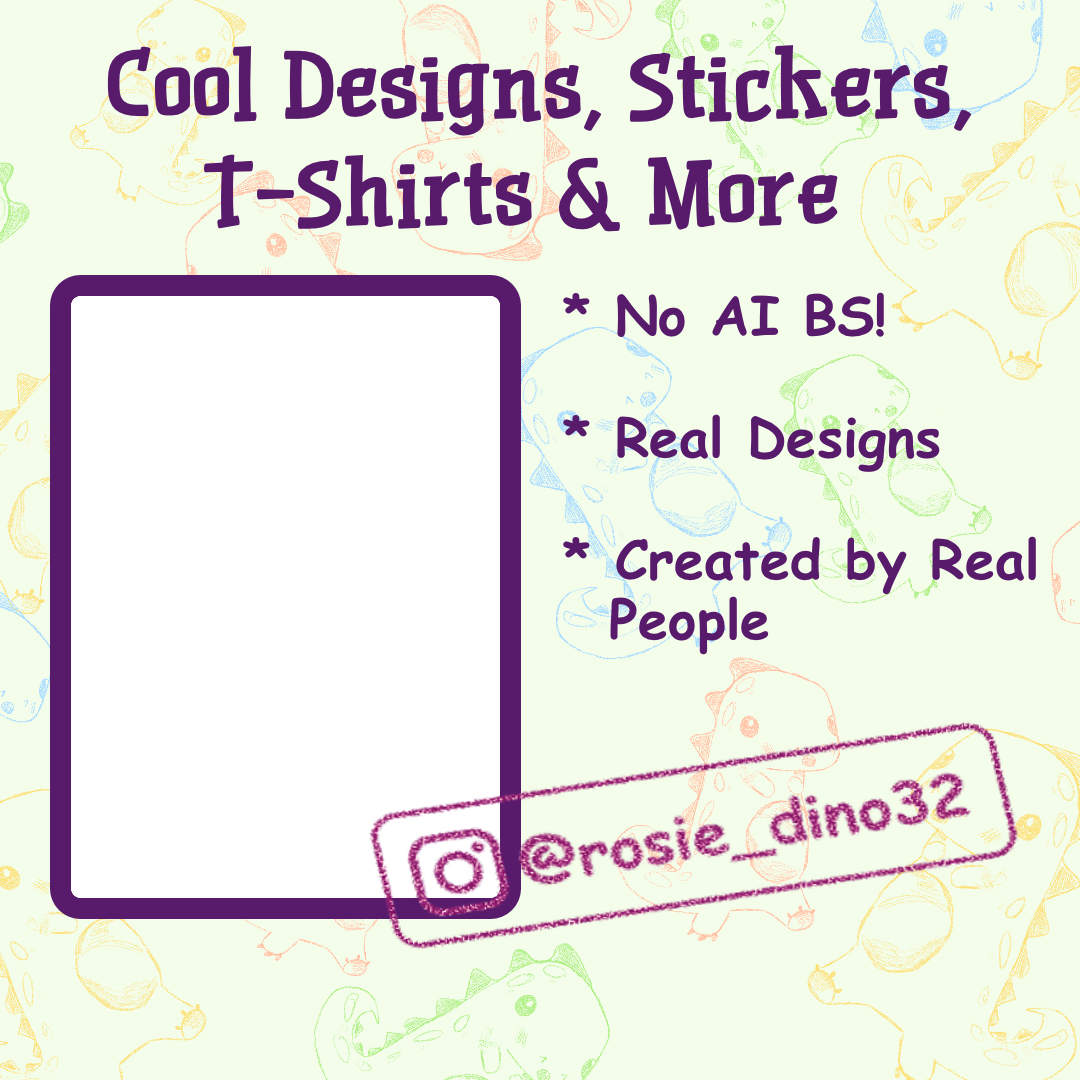 Cool Designs, Stickers,
T-Shirts & More
* No AI BS!
* Real Designs
* Created by Real
People
@rosie_dino32